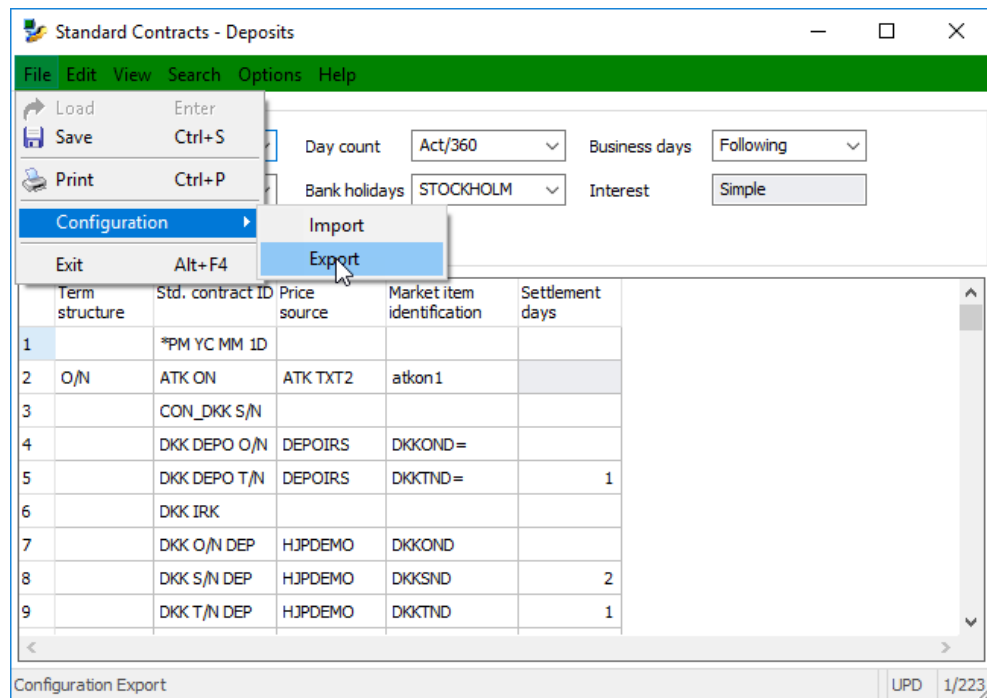 Standard Contracts - Deposits
File Edit View Search Options Help
Load Enter
Save Ctrl+S
Print Ctrl+P
Configuration
Exit Alt+F4
Import
Export
Day count Act/360 Business days Following
Bank holidays STOCKHOLM Interest Simple
Term structure Std. contract ID Price source Market item identification Settlement days
1 *PM YC MM 1D
2 O/N ATK ON ATK TXT2 atkon1
3 CON_DKK S/N
4 DKK DEPO O/N DEPOIRS DKKOND=
5 DKK DEPO T/N DEPOIRS DKKTND= 1
6 DKK IRK
7 DKK O/N DEP HJPDEMO DKKOND
8 DKK S/N DEP HJPDEMO DKKSND 2
9 DKK T/N DEP HJPDEMO DKKTND 1
Configuration Export UPD 1/223